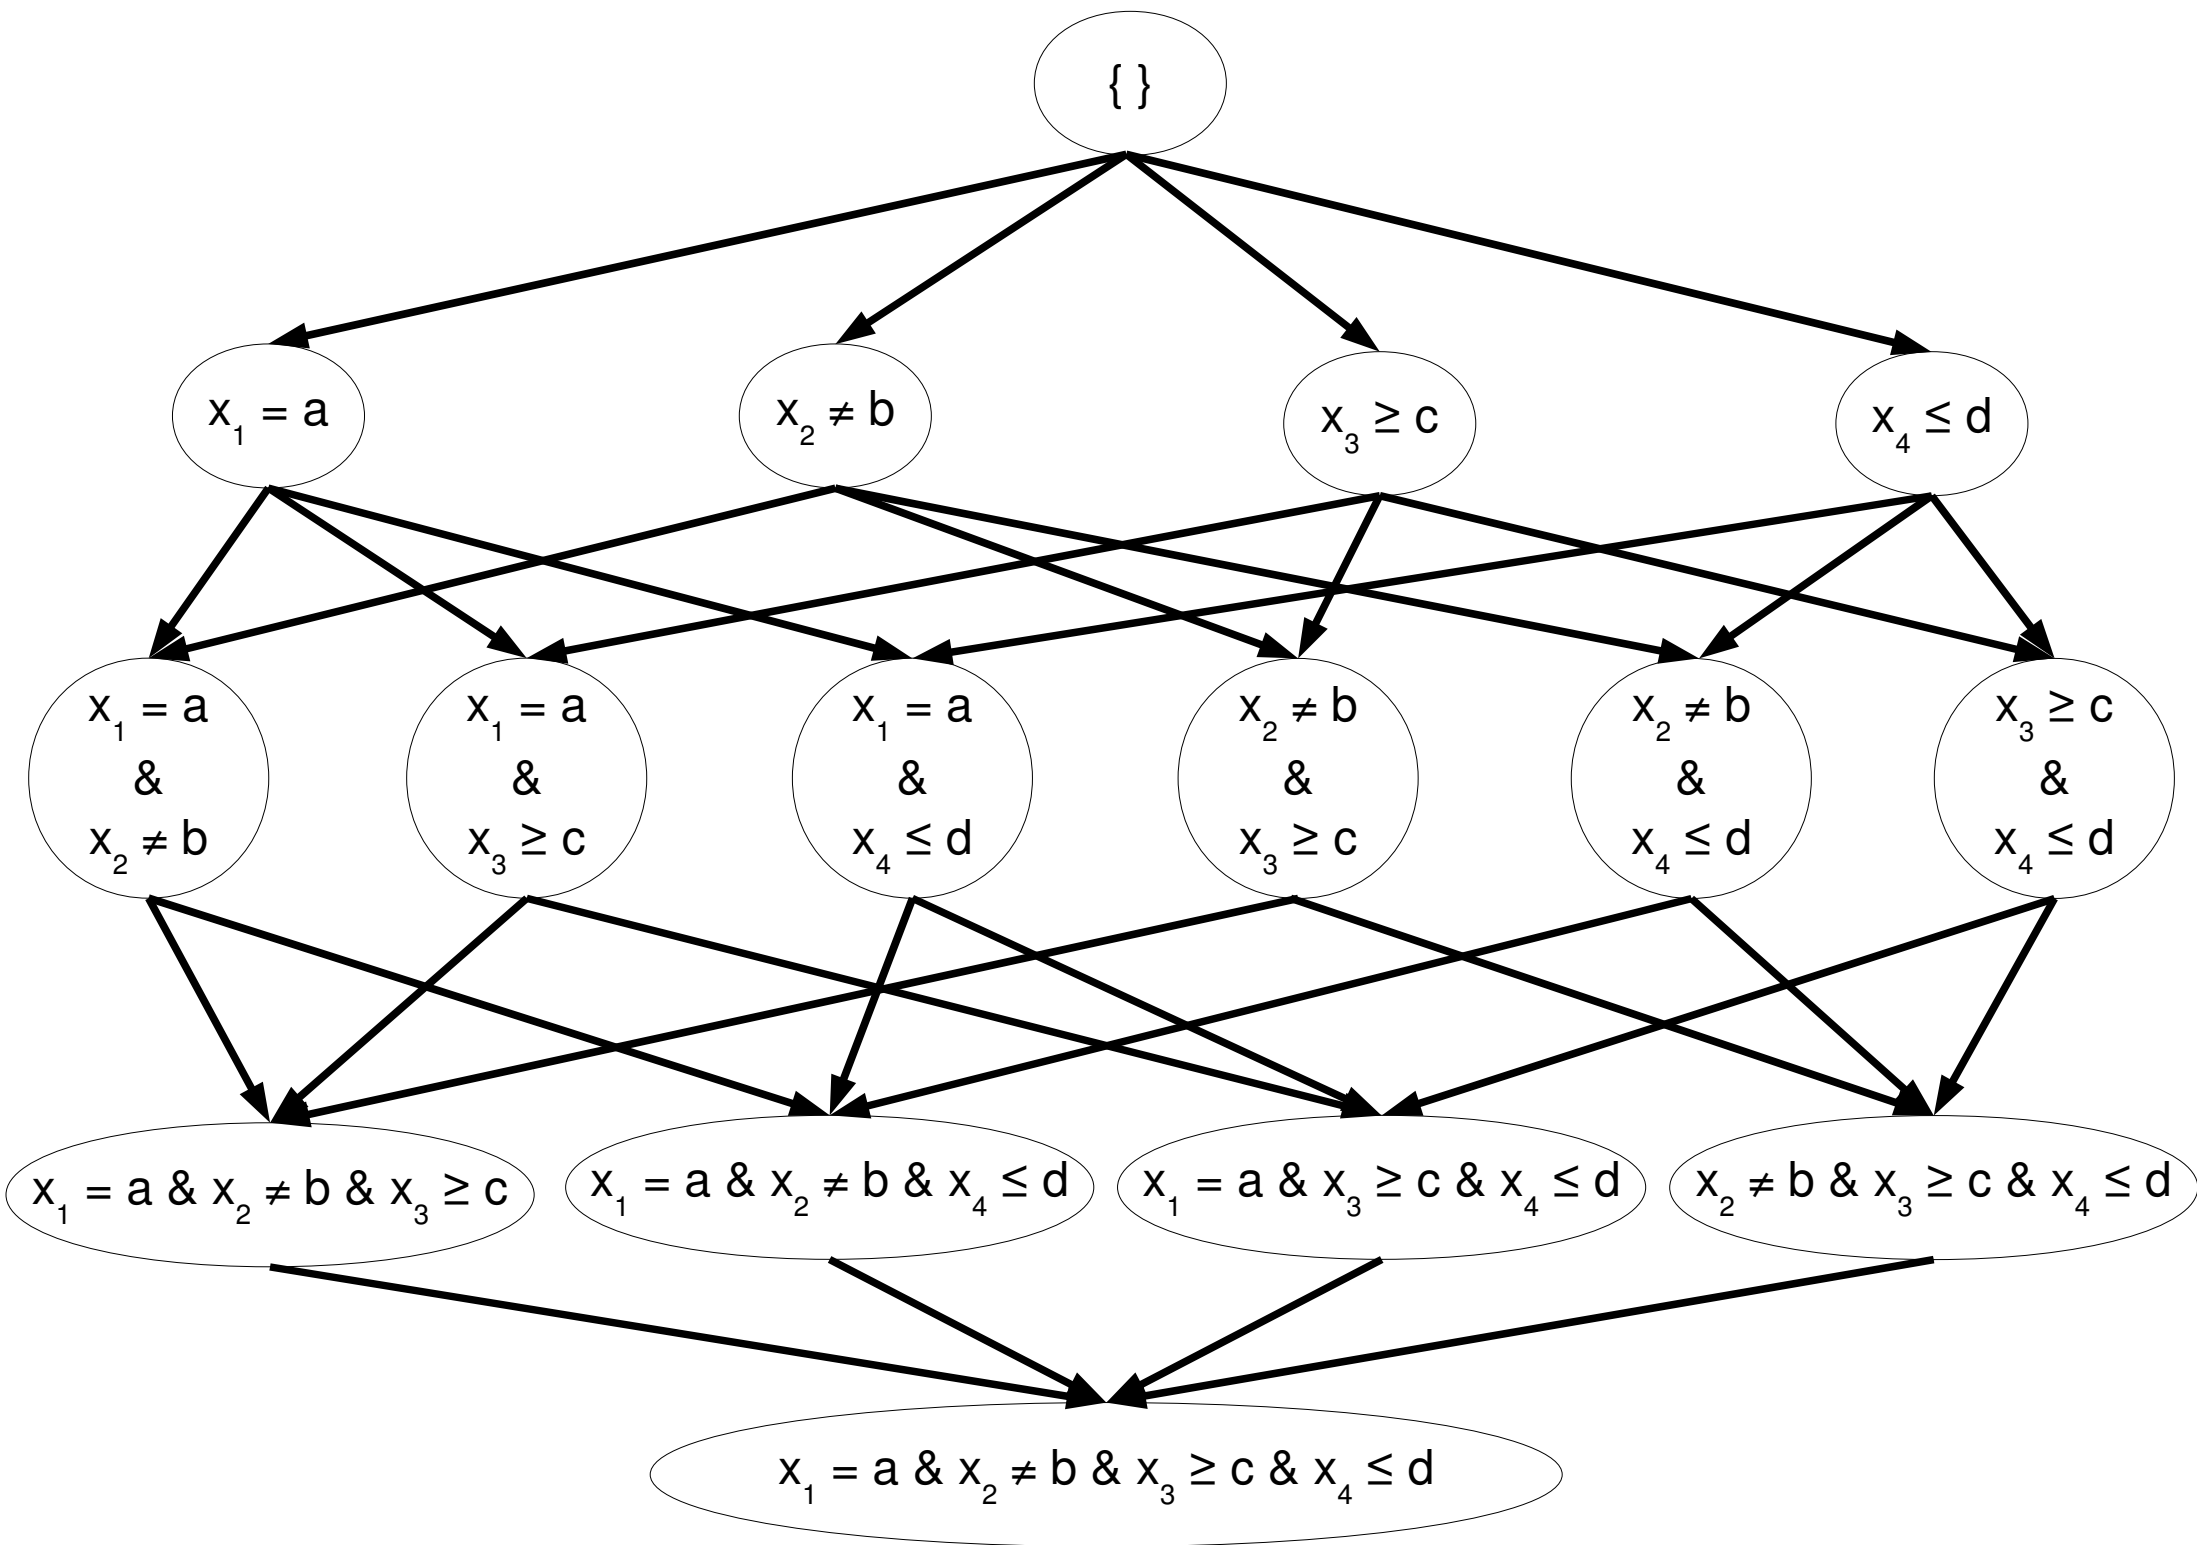 { }
x₁ = a
x₂ ≠ b
x₃ ≥ c
x₄ ≤ d
x₁ = a
&
x₂ ≠ b
x₁ = a
&
x₃ ≥ c
x₁ = a
&
x₄ ≤ d
x₂ ≠ b
&
x₃ ≥ c
x₂ ≠ b
&
x₄ ≤ d
x₃ ≥ c
&
x₄ ≤ d
x₁ = a & x₂ ≠ b & x₃ ≥ c
x₁ = a & x₂ ≠ b & x₄ ≤ d
x₁ = a & x₃ ≥ c & x₄ ≤ d
x₂ ≠ b & x₃ ≥ c & x₄ ≤ d
x₁ = a & x₂ ≠ b & x₃ ≥ c & x₄ ≤ d